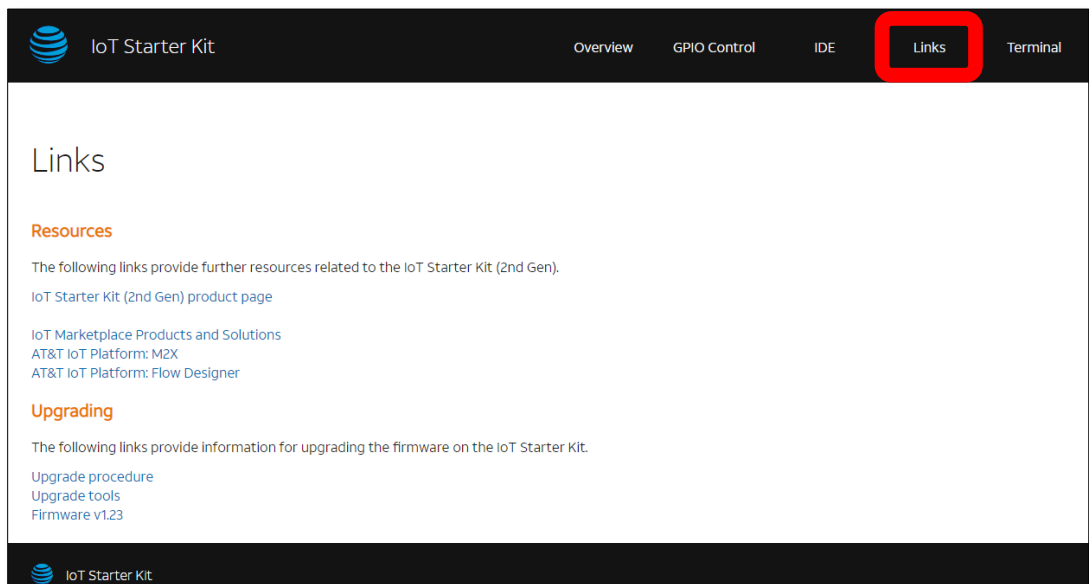 IoT Starter Kit
Overview GPIO Control IDE Links Terminal
Links
Resources
The following links provide further resources related to the IoT Starter Kit (2nd Gen).
IoT Starter Kit (2nd Gen) product page
IoT Marketplace Products and Solutions
AT&T IoT Platform: M2X
AT&T IoT Platform: Flow Designer
Upgrading
The following links provide information for upgrading the firmware on the IoT Starter Kit.
Upgrade procedure
Upgrade tools
Firmware v1.23
IoT Starter Kit